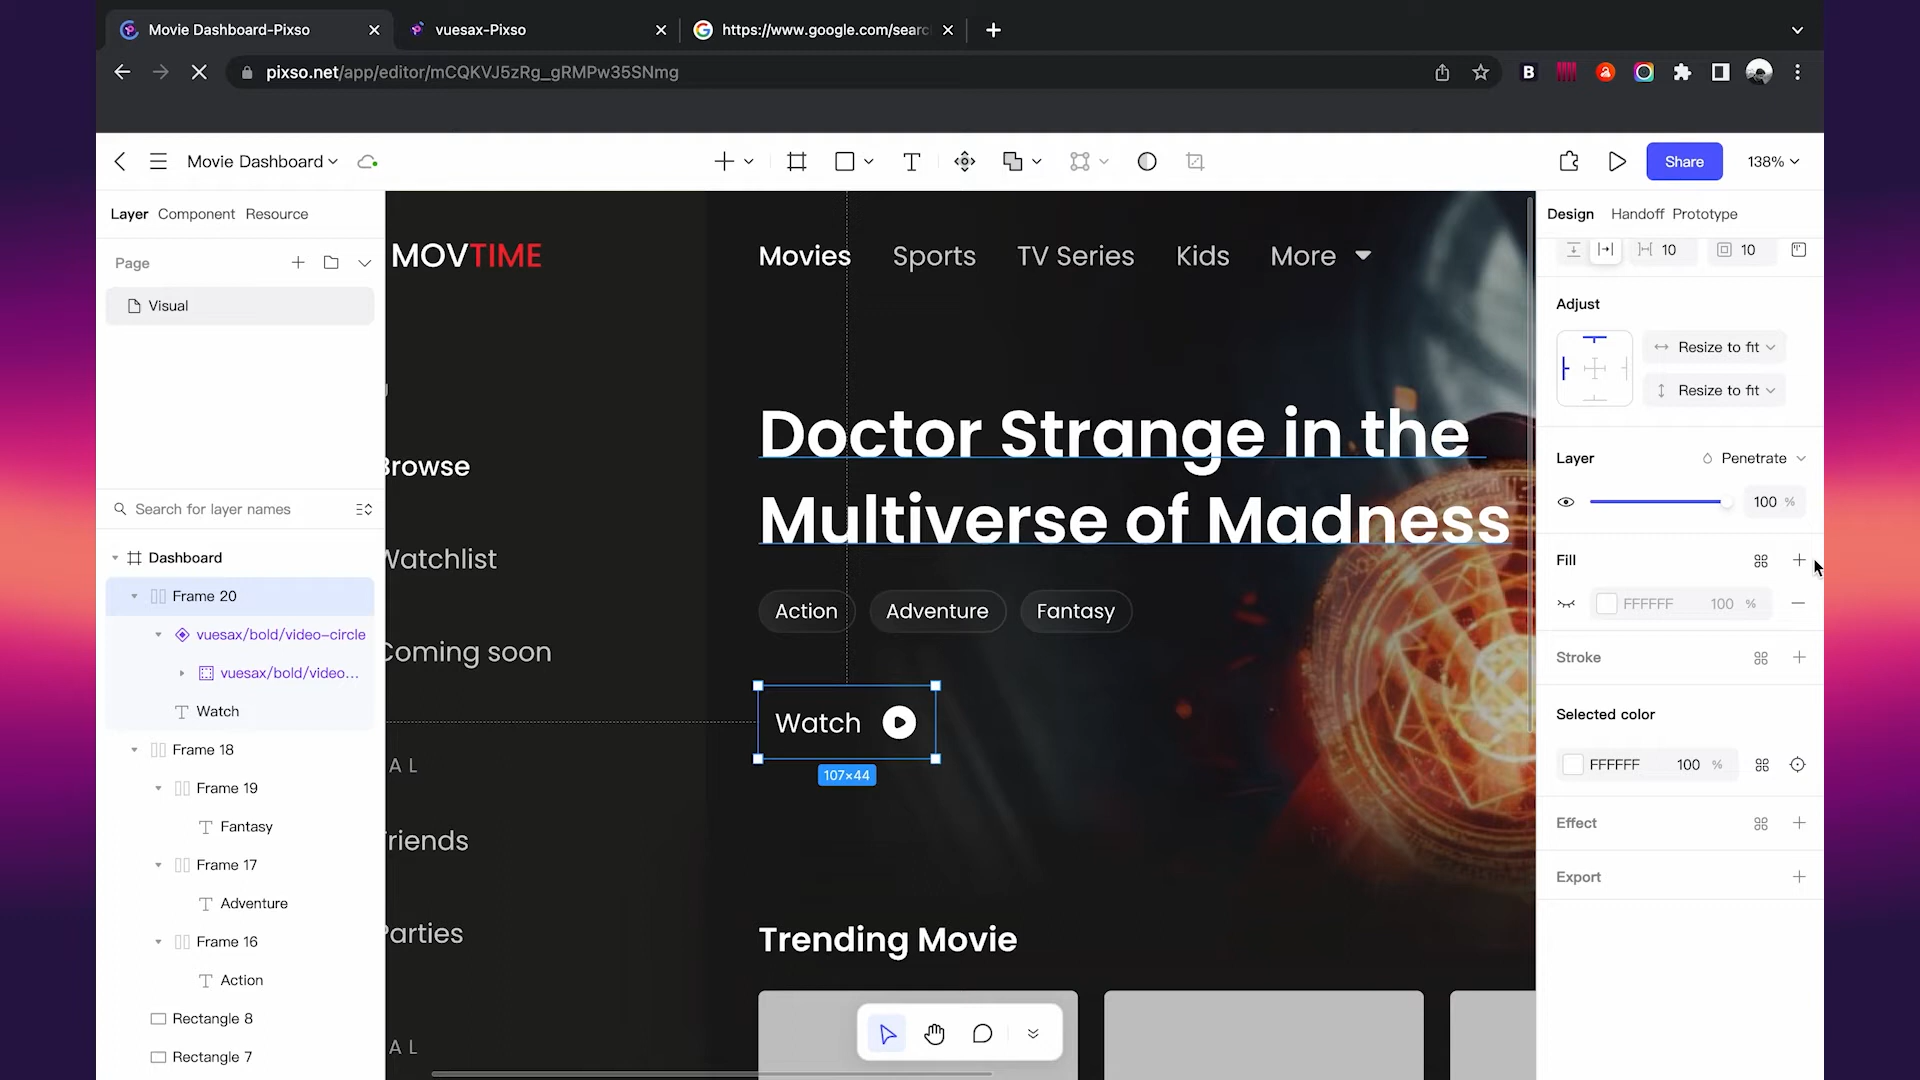 Movie Dashboard-Pixso
vuesax-Pixso
https://www.google.com/searc
pixso.net/app/editor/mCQKVJ5zRg_gRMPw35SNmg
B
Movie Dashboard
T
Share
138%
Layer Component Resource
Page
Visual
Search for layer names
Dashboard
Frame 20
vuesax/bold/video-circle
vuesax/bold/video...
T Watch
Frame 18
Frame 19
T Fantasy
Frame 17
T Adventure
Frame 16
T Action
Rectangle 8
Rectangle 7
MOVTIME
Movies
Sports
TV Series
Kids
More
Browse
Watchlist
Coming soon
A L
riends
Parties
A L
Doctor Strange in the
Multiverse of Madness
Action
Adventure
Fantasy
Watch
107×44
Trending Movie
Design Handoff Prototype
10
10
Adjust
Resize to fit
Resize to fit
Layer
Penetrate
100 %
Fill
FFFFFF 100 %
Stroke
Selected color
FFFFFF 100 %
Effect
Export